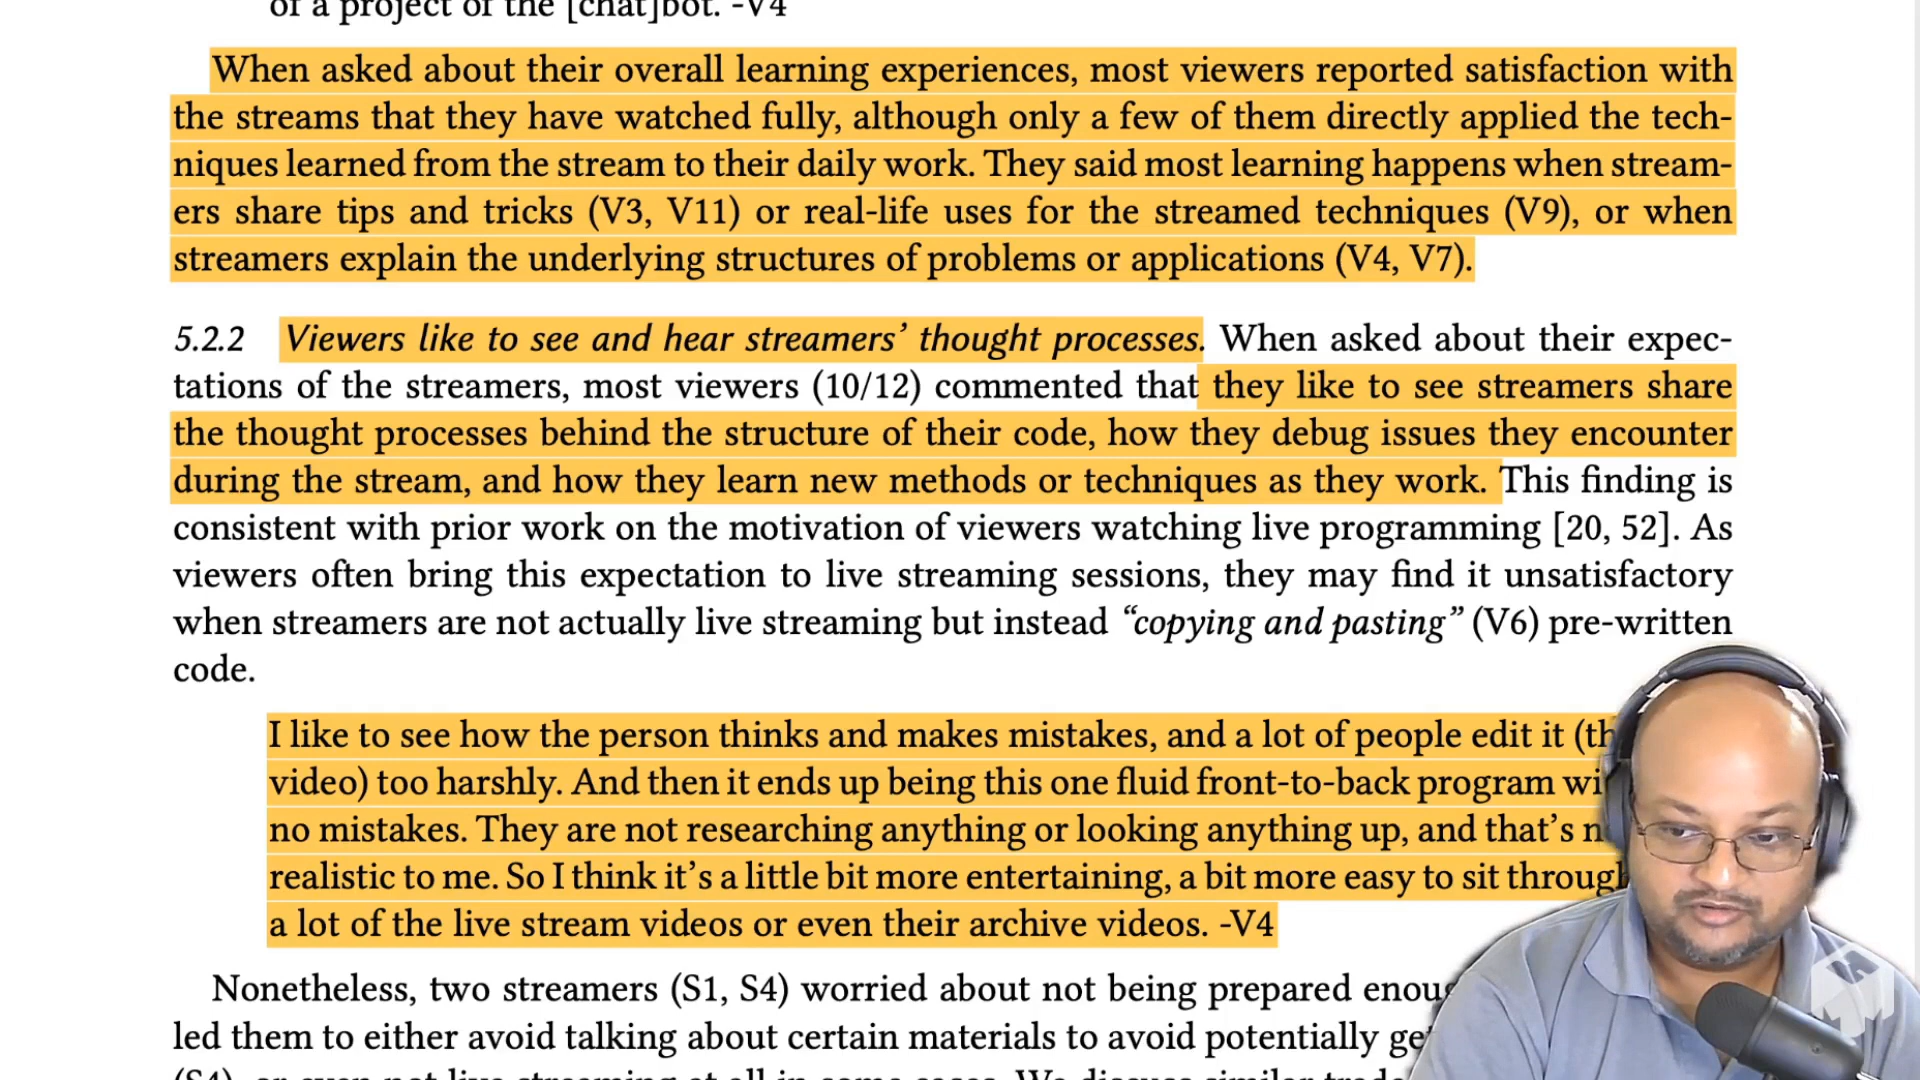 of a project of the [chat]bot. -V4
When asked about their overall learning experiences, most viewers reported satisfaction with
the streams that they have watched fully, although only a few of them directly applied the tech-
niques learned from the stream to their daily work. They said most learning happens when stream-
ers share tips and tricks (V3, V11) or real-life uses for the streamed techniques (V9), or when
streamers explain the underlying structures of problems or applications (V4, V7).
5.2.2 Viewers like to see and hear streamers’ thought processes. When asked about their expec-
tations of the streamers, most viewers (10/12) commented that they like to see streamers share
the thought processes behind the structure of their code, how they debug issues they encounter
during the stream, and how they learn new methods or techniques as they work. This finding is
consistent with prior work on the motivation of viewers watching live programming [20, 52]. As
viewers often bring this expectation to live streaming sessions, they may find it unsatisfactory
when streamers are not actually live streaming but instead “copying and pasting” (V6) pre-written
code.
I like to see how the person thinks and makes mistakes, and a lot of people edit it
video) too harshly. And then it ends up being this one fluid front-to-back program
no mistakes. They are not researching anything or looking anything up, and that’s
realistic to me. So I think it’s a little bit more entertaining, a bit more easy to sit through
a lot of the live stream videos or even their archive videos. -V4
Nonetheless, two streamers (S1, S4) worried about not being prepared
led them to either avoid talking about certain materials to avoid potentially